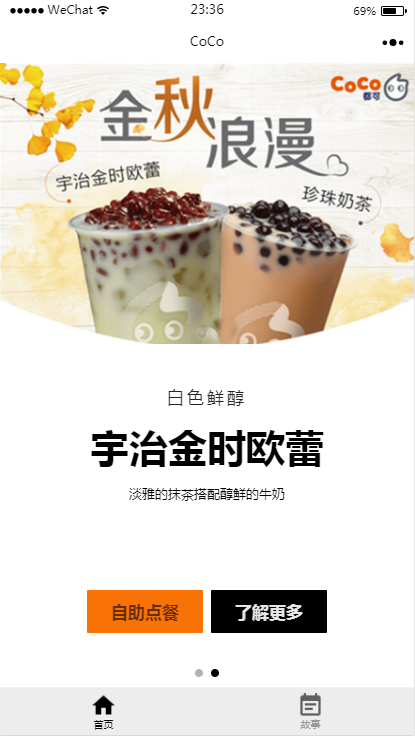 WeChat 23:36 69%
CoCo
CoCo
都可
金秋
浪漫
宇治金时欧蕾
珍珠奶茶
白色鲜醇
宇治金时欧蕾
淡雅的抹茶搭配醇鲜的牛奶
自助点餐 了解更多
首页 故事